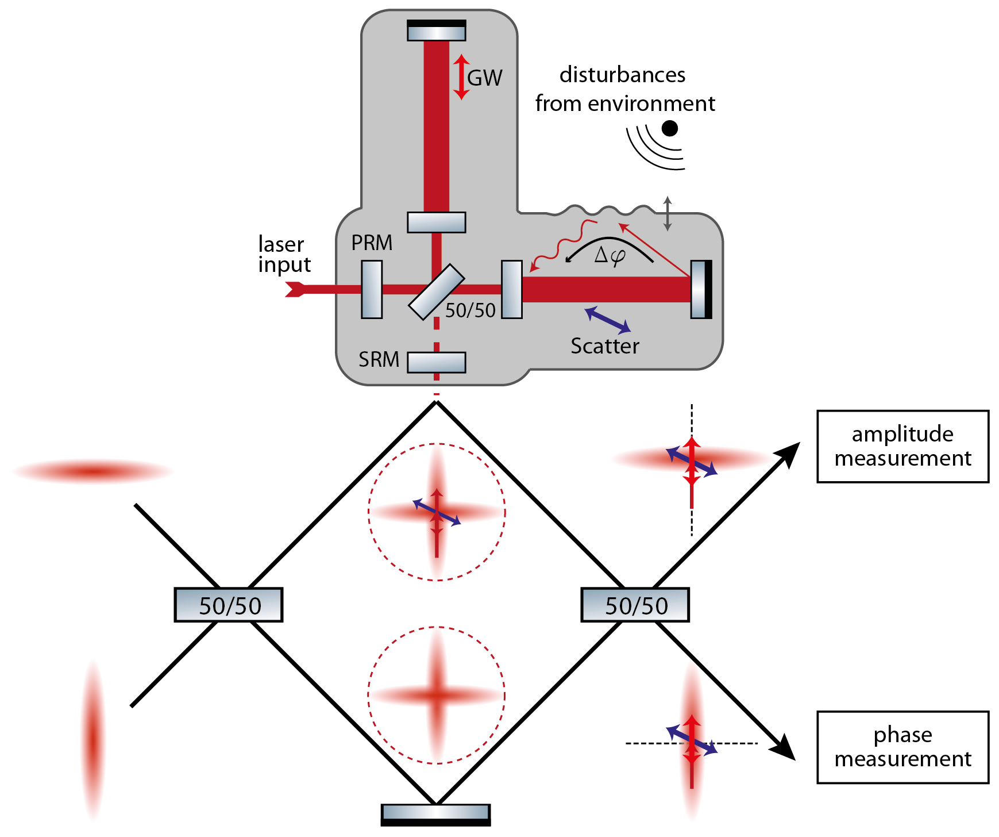 GW
disturbances
from environment
laser
input
PRM
Δφ
50/50
Scatter
SRM
amplitude
measurement
50/50
50/50
phase
measurement